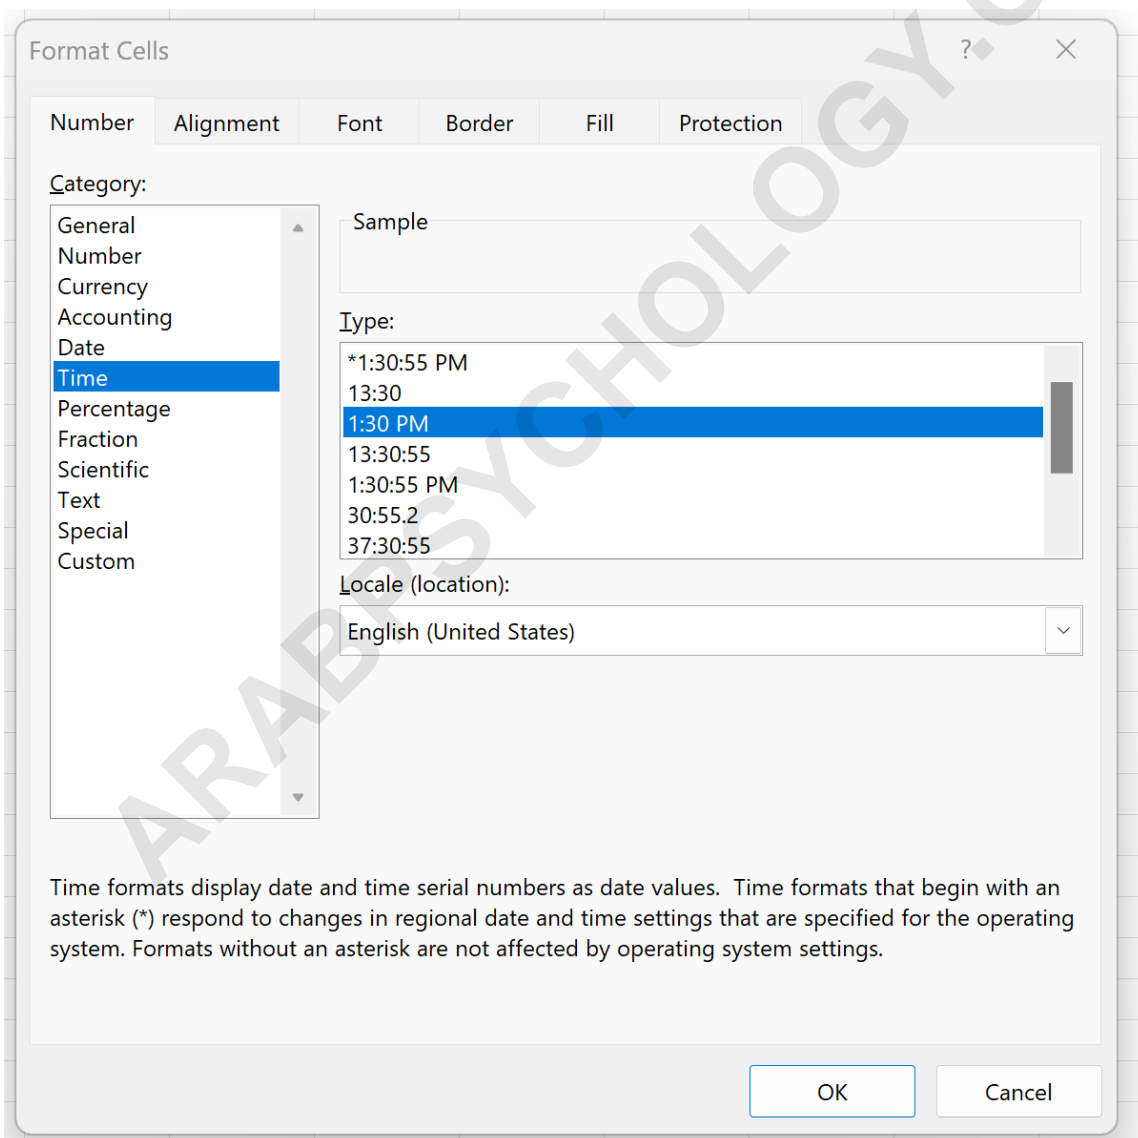 Format Cells
?
Number Alignment Font Border Fill Protection
Category:
General
Number
Currency
Accounting
Date
Time
Percentage
Fraction
Scientific
Text
Special
Custom
Sample
Type:
*1:30:55 PM
13:30
1:30 PM
13:30:55
1:30:55 PM
30:55.2
37:30:55
Locale (location):
English (United States)
Time formats display date and time serial numbers as date values.  Time formats that begin with an
asterisk (*) respond to changes in regional date and time settings that are specified for the operating
system. Formats without an asterisk are not affected by operating system settings.
OK Cancel
ARABPSYCHOLOGY.